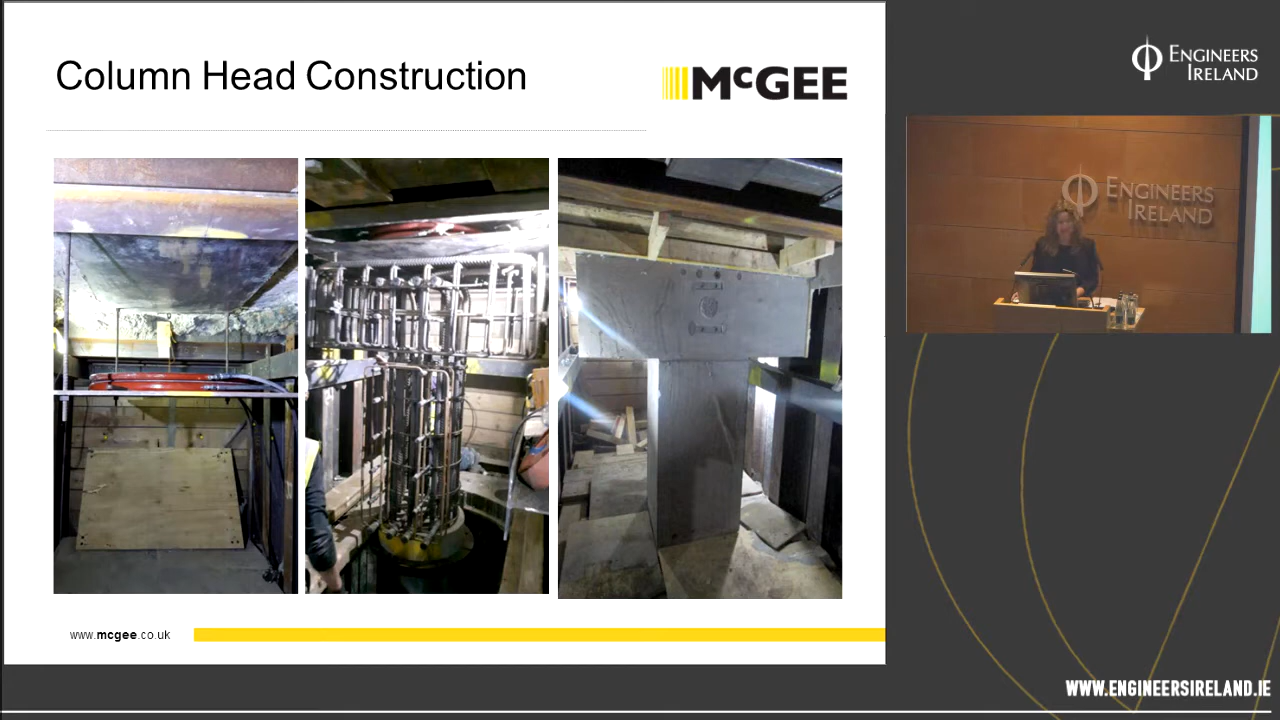 Column Head Construction
McGEE
www.mcgee.co.uk
ENGINEERS
IRELAND
ENGINEERS
IRELAND
WWW.ENGINEERSIRELAND.IE